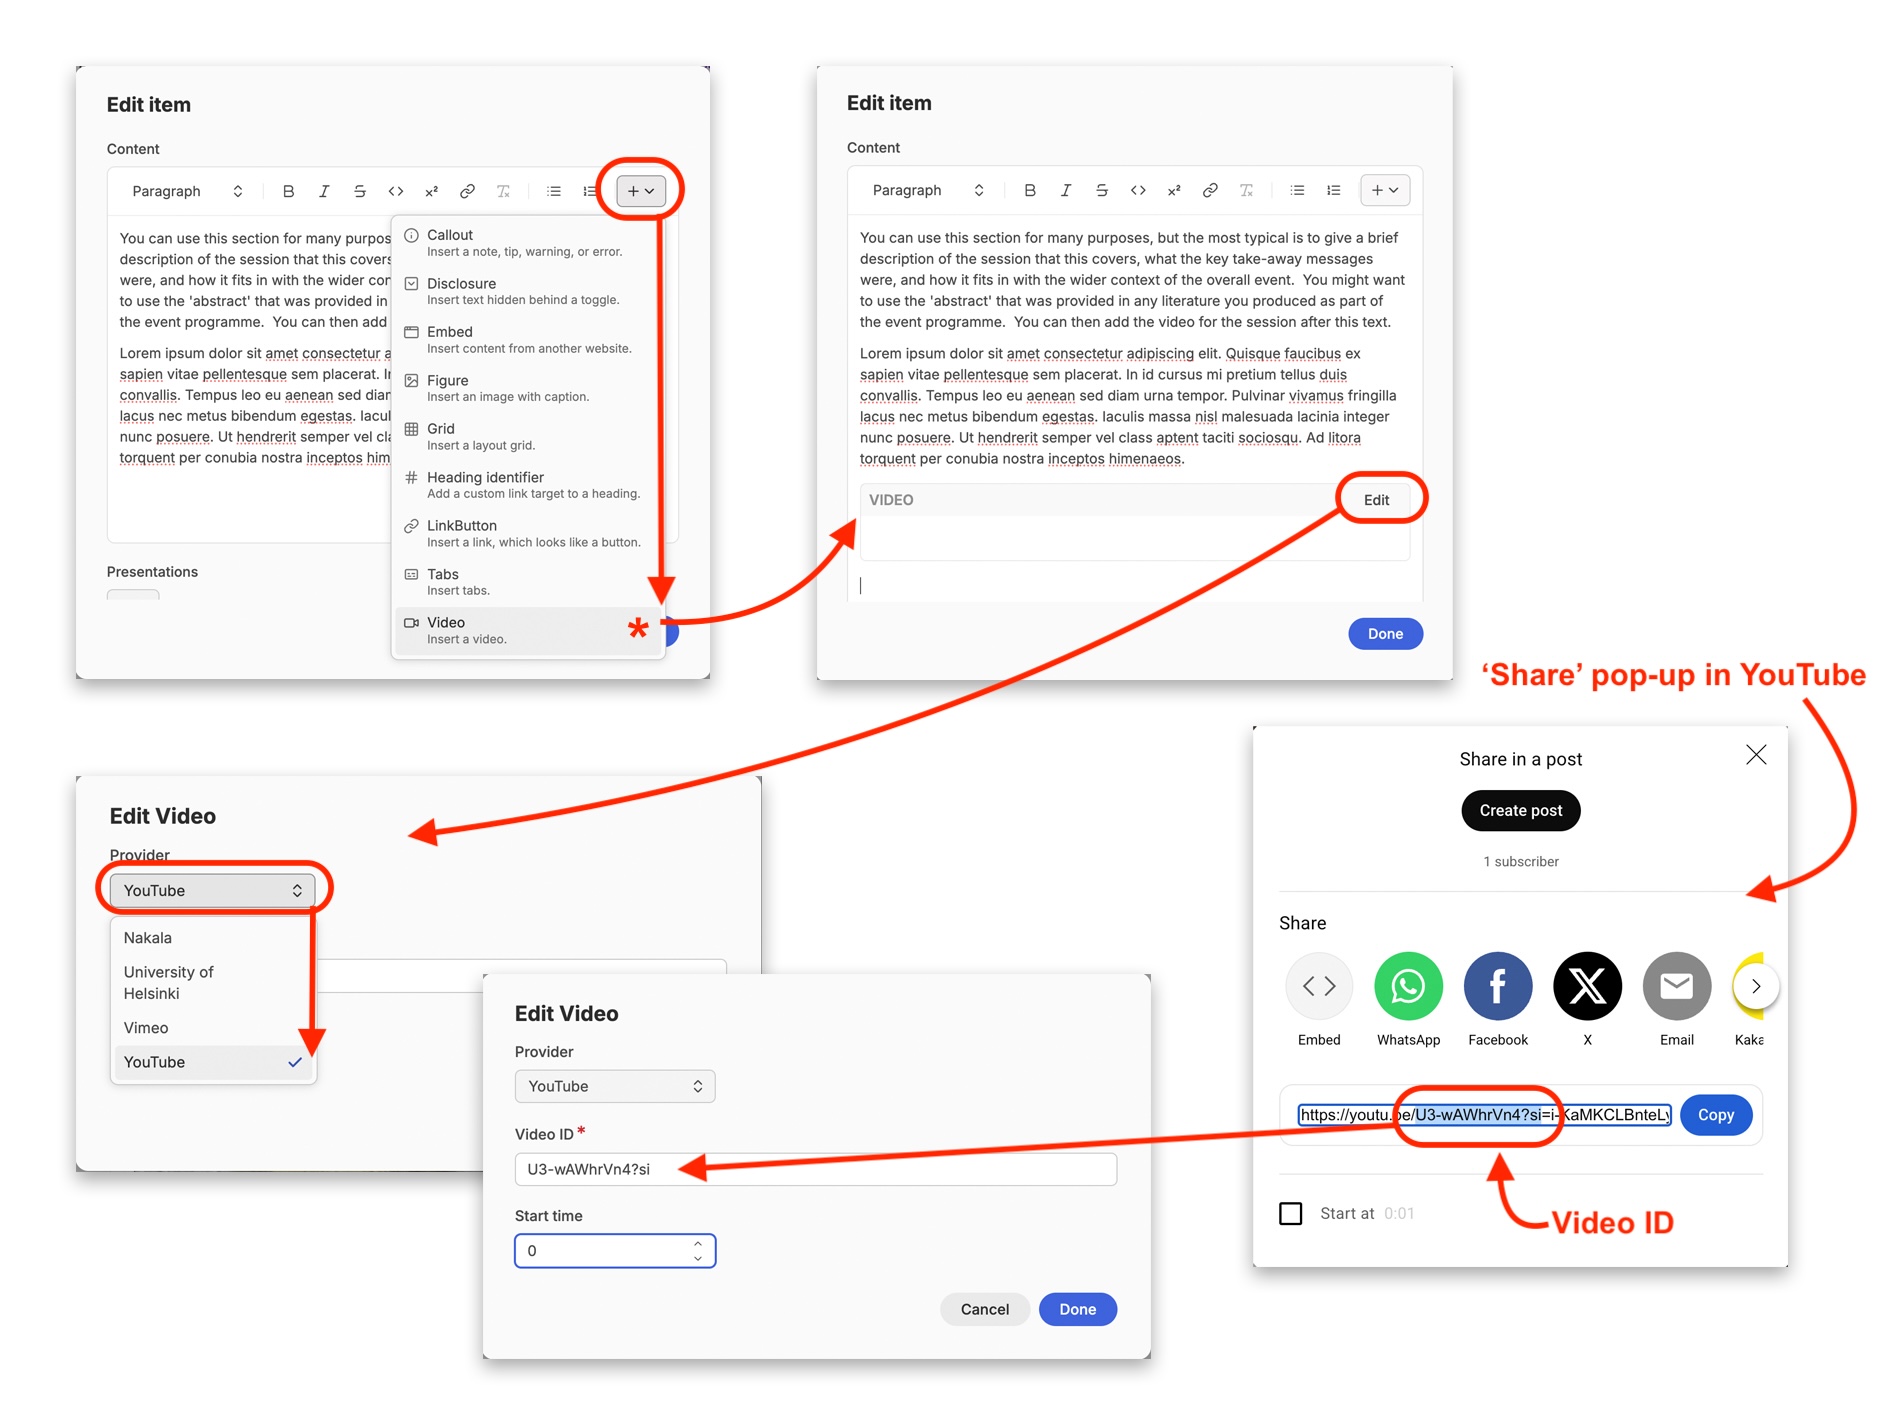 Edit item
Content
Paragraph
You can use this section for many purpos
description of the session that this covers
were, and how it fits in with the wider con
to use the 'abstract' that was provided in
the event programme.  You can then add
Lorem ipsum dolor sit amet consectetur a
sapien vitae pellentesque sem placerat. In
convallis. Tempus leo eu aenean sed diam
lacus nec metus bibendum egestas. Iacul
nunc posuere. Ut hendrerit semper vel cla
torquent per conubia nostra inceptos him
Presentations
Callout
Insert a note, tip, warning, or error.
Disclosure
Insert text hidden behind a toggle.
Embed
Insert content from another website.
Figure
Insert an image with caption.
Grid
Insert a layout grid.
Heading identifier
Add a custom link target to a heading.
LinkButton
Insert a link, which looks like a button.
Tabs
Insert tabs.
Video
Insert a video.
*
Edit item
Content
Paragraph
You can use this section for many purposes, but the most typical is to give a brief
description of the session that this covers, what the key take-away messages
were, and how it fits in with the wider context of the overall event.  You might want
to use the 'abstract' that was provided in any literature you produced as part of
the event programme.  You can then add the video for the session after this text.
Lorem ipsum dolor sit amet consectetur adipiscing elit. Quisque faucibus ex
sapien vitae pellentesque sem placerat. In id cursus mi pretium tellus duis
convallis. Tempus leo eu aenean sed diam urna tempor. Pulvinar vivamus fringilla
lacus nec metus bibendum egestas. Iaculis massa nisl malesuada lacinia integer
nunc posuere. Ut hendrerit semper vel class aptent taciti sociosqu. Ad litora
torquent per conubia nostra inceptos himenaeos.
VIDEO
Edit
Done
‘Share’ pop-up in YouTube
Edit Video
Provider
YouTube
Nakala
University of
Helsinki
Vimeo
YouTube
Edit Video
Provider
YouTube
Video ID*
U3-wAWhrVn4?si
Start time
0
Cancel
Done
Share in a post
Create post
1 subscriber
Share
Embed
WhatsApp
Facebook
X
Email
Kaka
https://youtu.be/U3-wAWhrVn4?si=i-KaMKCLBnteLy
Copy
Start at 0:01
Video ID